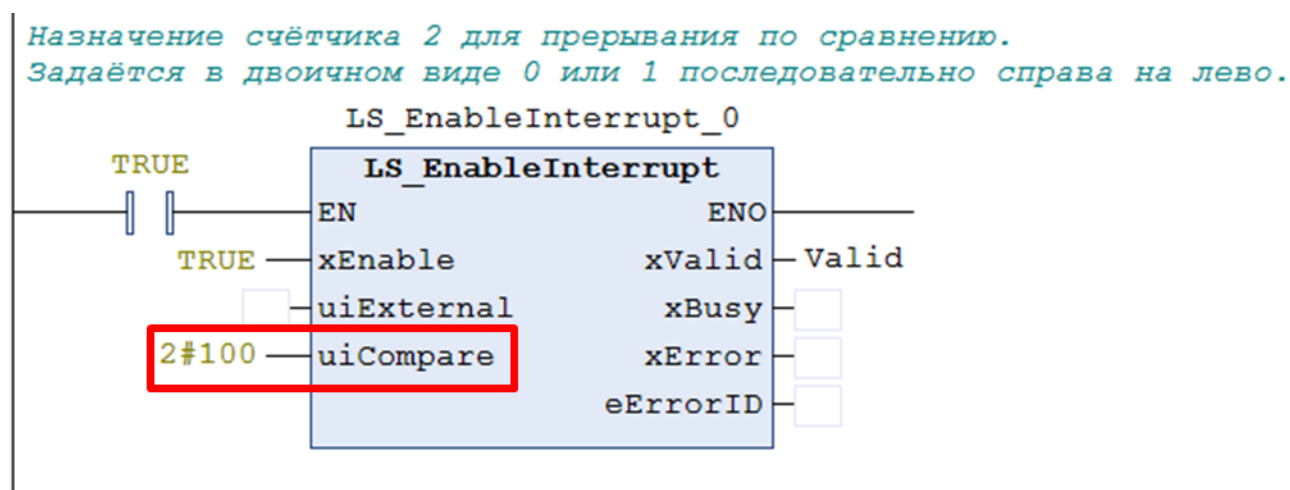 Назначение счётчика 2 для прерывания по сравнению.
Задаётся в двоичном виде 0 или 1 последовательно справа на лево.
LS_EnableInterrupt_0
TRUE LS_EnableInterrupt
EN ENO
TRUE xEnable xValid Valid
uiExternal xBusy
2#100 uiCompare xError
eErrorID